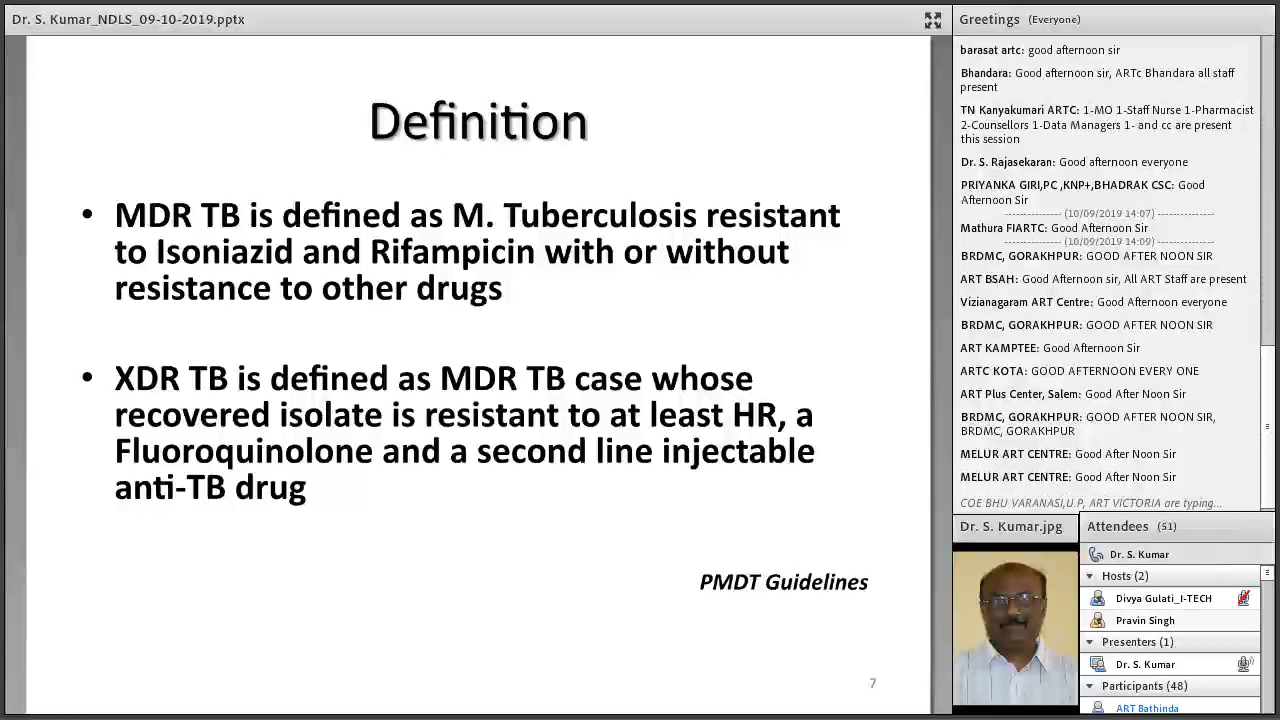 Dr. S. Kumar_NDLS_09-10-2019.pptx
Definition
• MDR TB is defined as M. Tuberculosis resistant
to Isoniazid and Rifampicin with or without
resistance to other drugs
• XDR TB is defined as MDR TB case whose
recovered isolate is resistant to at least HR, a
Fluoroquinolone and a second line injectable
anti-TB drug
PMDT Guidelines
7
Greetings (Everyone)
barasat artc: good afternoon sir
Bhandara: Good afternoon sir, ARTc Bhandara all staff
present
TN Kanyakumari ARTC: 1-MO 1-Staff Nurse 1-Pharmacist
2-Counsellors 1-Data Managers 1- and cc are present
this session
Dr. S. Rajasekaran: Good afternoon everyone
PRIYANKA GIRI,PC ,KNP+,BHADRAK CSC: Good
Afternoon Sir
--------------- (10/09/2019 14:07) ---------------
Mathura FIARTC: Good Afternoon Sir
--------------- (10/09/2019 14:09) ---------------
BRDMC, GORAKHPUR: GOOD AFTER NOON SIR
ART BSAH: Good Afternoon sir, All ART Staff are present
Vizianagaram ART Centre: Good Afternoon everyone
BRDMC, GORAKHPUR: GOOD AFTER NOON SIR
ART KAMPTEE: Good Afternoon Sir
ARTC KOTA: GOOD AFTERNOON EVERY ONE
ART Plus Center, Salem: Good After Noon Sir
BRDMC, GORAKHPUR: GOOD AFTER NOON SIR,
BRDMC, GORAKHPUR
MELUR ART CENTRE: Good After Noon Sir
MELUR ART CENTRE: Good After Noon Sir
COE BHU VARANASI,U.P, ART VICTORIA are typing...
Dr. S. Kumar.jpg
Attendees (51)
Dr. S. Kumar
Hosts (2)
Divya Gulati_I-TECH
Pravin Singh
Presenters (1)
Dr. S. Kumar
Participants (48)
ART Bathinda